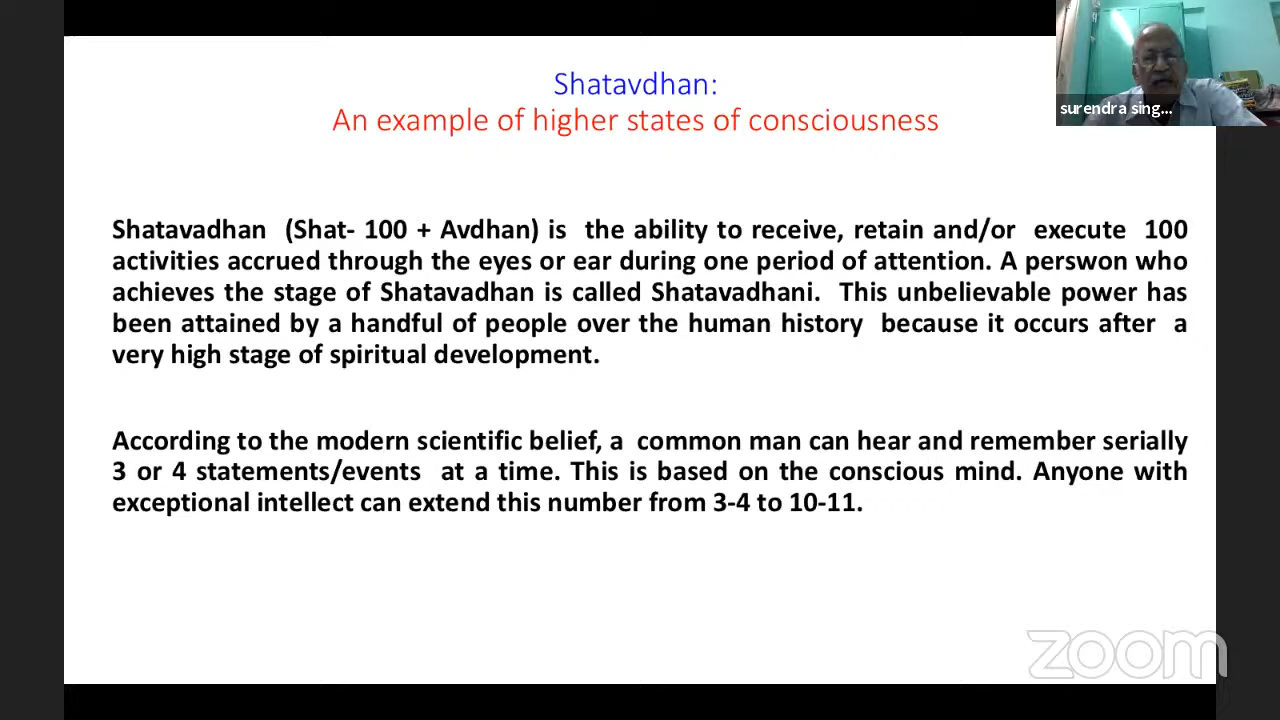 Shatavdhan:
An example of higher states of consciousness
surendra sing...
Shatavadhan (Shat- 100 + Avdhan) is the ability to receive, retain and/or execute 100
activities accrued through the eyes or ear during one period of attention. A perswon who
achieves the stage of Shatavadhan is called Shatavadhani. This unbelievable power has
been attained by a handful of people over the human history because it occurs after a
very high stage of spiritual development.
According to the modern scientific belief, a common man can hear and remember serially
3 or 4 statements/events at a time. This is based on the conscious mind. Anyone with
exceptional intellect can extend this number from 3-4 to 10-11.
zoom